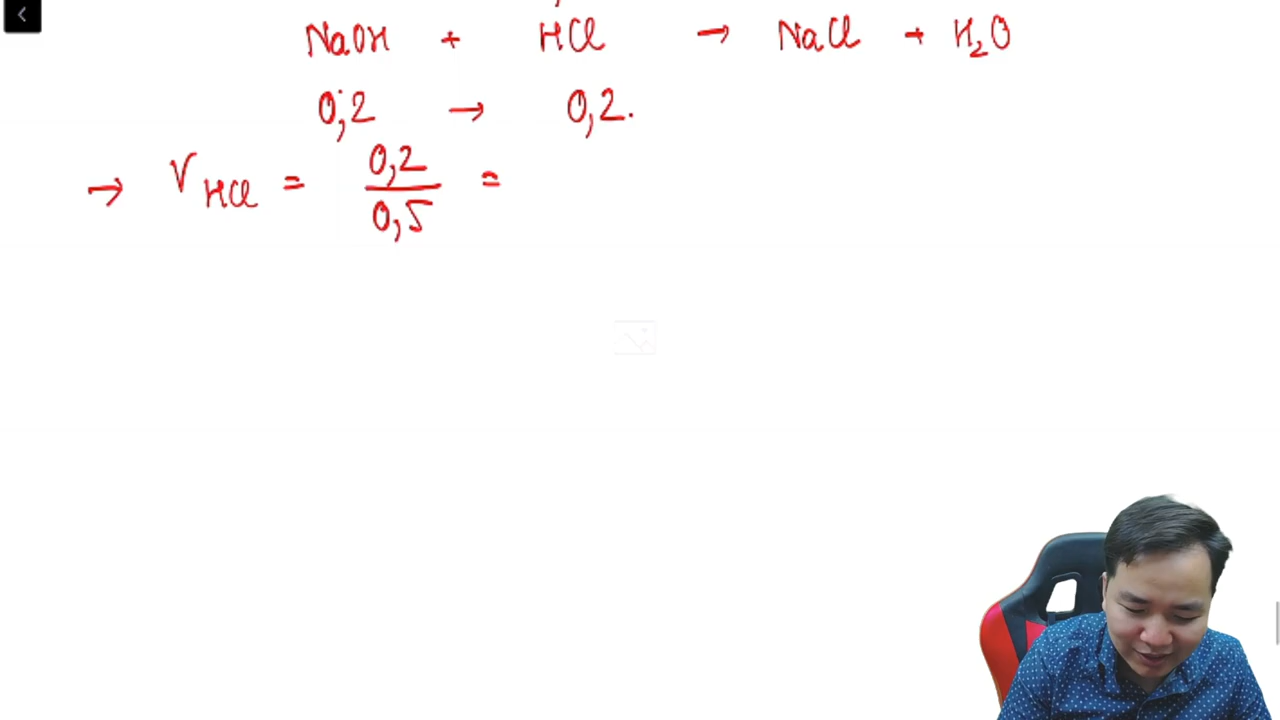 NaOH + HCl → NaCl + H₂O
0,2 → 0,2.
→ V HCl = 0,2/0,5 =